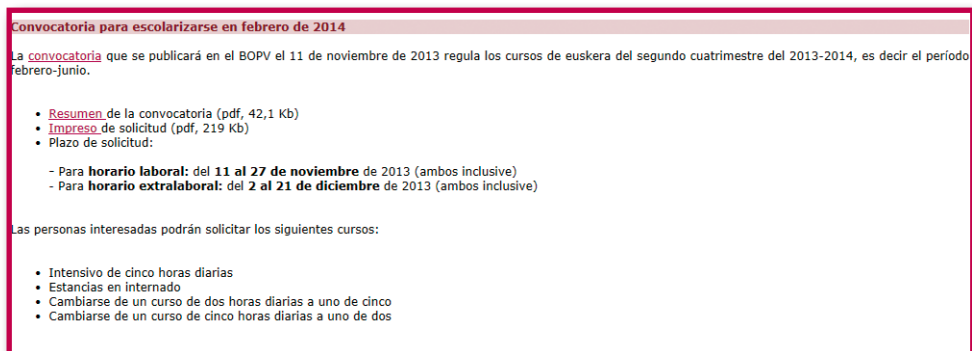 Convocatoria para escolarizarse en febrero de 2014
La convocatoria que se publicará en el BOPV el 11 de noviembre de 2013 regula los cursos de euskera del segundo cuatrimestre del 2013-2014, es decir el período
febrero-junio.
• Resumen de la convocatoria (pdf, 42,1 Kb)
• Impreso de solicitud (pdf, 219 Kb)
• Plazo de solicitud:
- Para horario laboral: del 11 al 27 de noviembre de 2013 (ambos inclusive)
- Para horario extralaboral: del 2 al 21 de diciembre de 2013 (ambos inclusive)
Las personas interesadas podrán solicitar los siguientes cursos:
• Intensivo de cinco horas diarias
• Estancias en internado
• Cambiarse de un curso de dos horas diarias a uno de cinco
• Cambiarse de un curso de cinco horas diarias a uno de dos